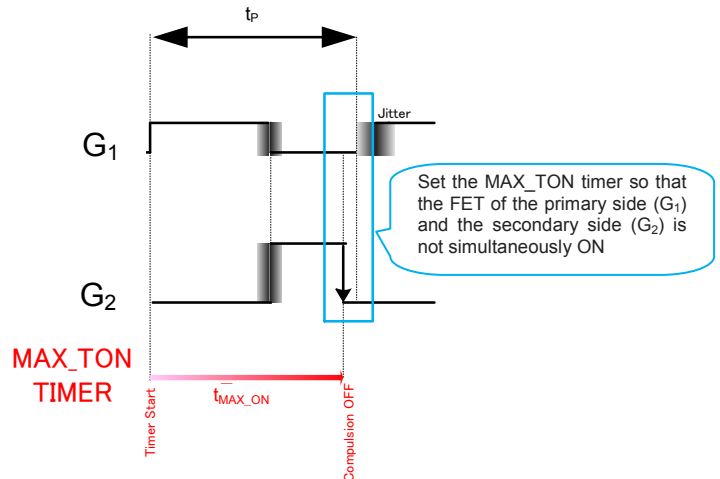 tP
Jitter
G1
Set the MAX_TON timer so that
the FET of the primary side (G1)
and the secondary side (G2) is
not simultaneously ON
G2
MAX_TON
TIMER
Timer Start
tMAX_ON
Compulsion OFF